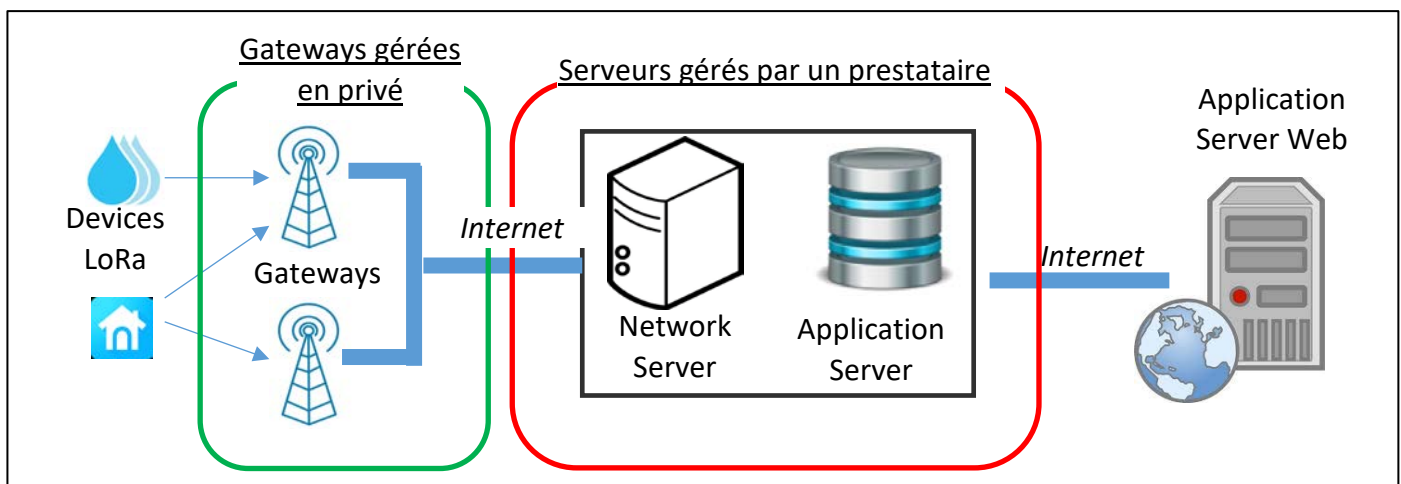 Gateways gérées
en privé
Serveurs gérés par un prestataire
Application
Server Web
Devices
LoRa
Gateways
Internet
Network
Server
Application
Server
Internet